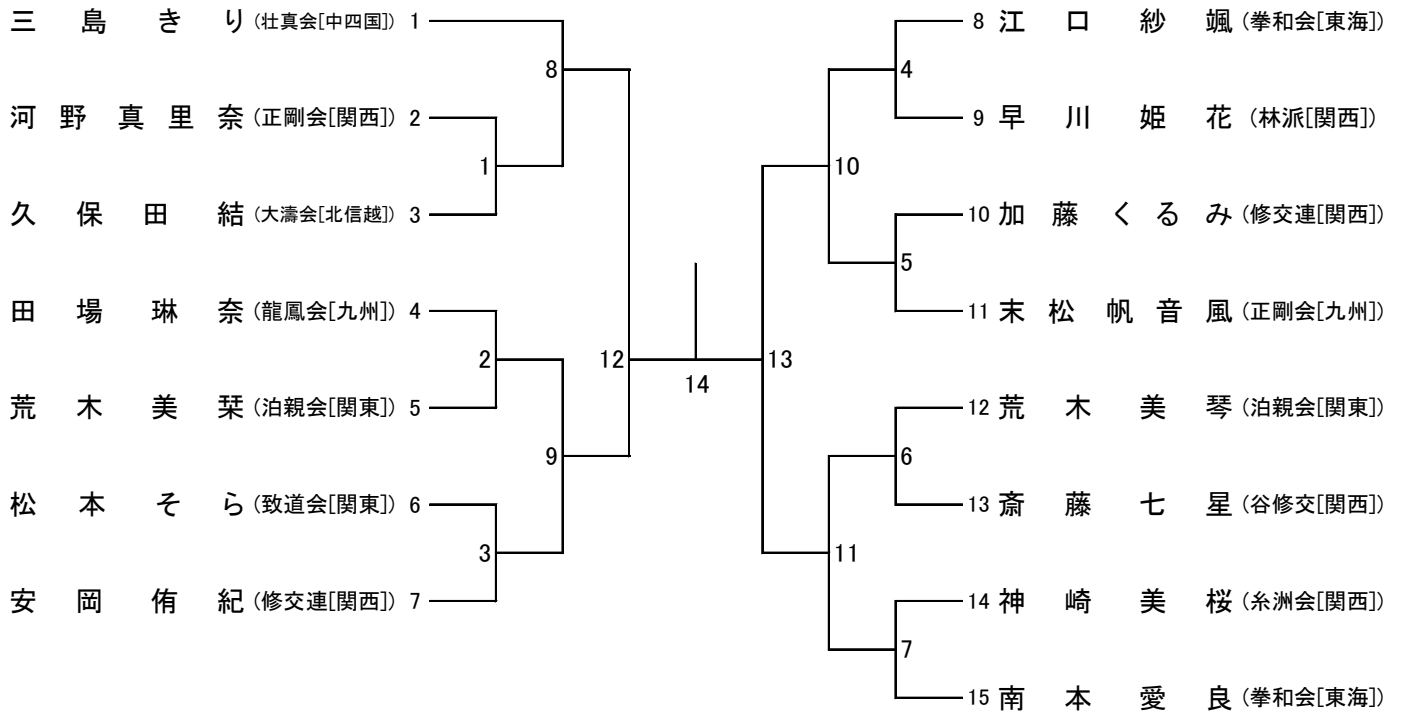 三島きり (壮真会[中四国]) 1
8
河野真里奈 (正剛会[関西]) 2
1
久保田結 (大濤会[北信越]) 3
田場琳奈 (龍鳳会[九州]) 4
2
12
荒木美栞 (泊親会[関東]) 5
9
松本そら (致道会[関東]) 6
3
安岡侑紀 (修交連[関西]) 7
14
8 江口紗颯 (拳和会[東海])
4
9 早川姫花 (林派[関西])
10
10 加藤くるみ (修交連[関西])
5
11 末松帆音風 (正剛会[九州])
13
12 荒木美琴 (泊親会[関東])
6
13 斎藤七星 (谷修交[関西])
11
14 神崎美桜 (糸洲会[関西])
7
15 南本愛良 (拳和会[東海])